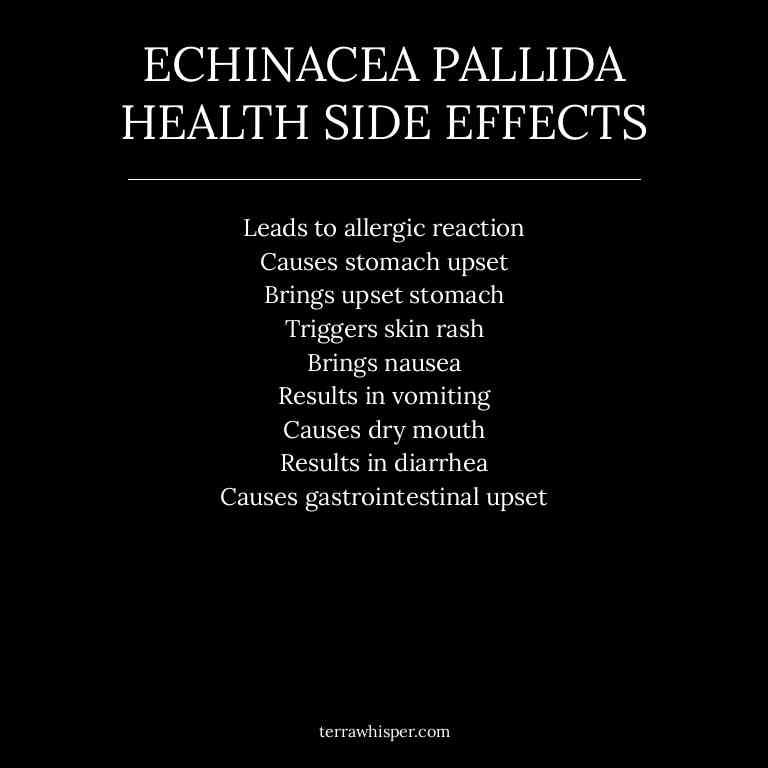 ECHINACEA PALLIDA
HEALTH SIDE EFFECTS
Leads to allergic reaction
Causes stomach upset
Brings upset stomach
Triggers skin rash
Brings nausea
Results in vomiting
Causes dry mouth
Results in diarrhea
Causes gastrointestinal upset
terrawhisper.com